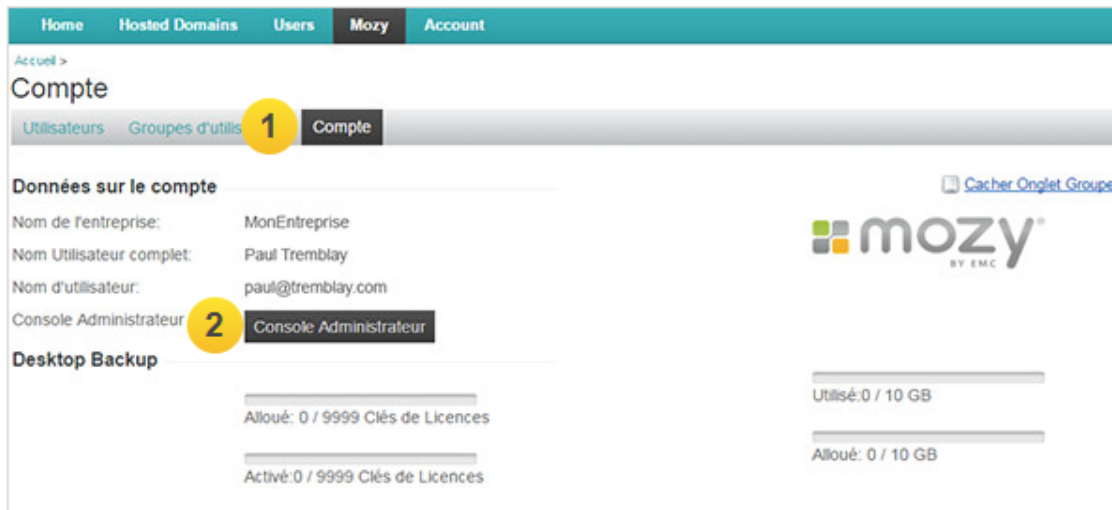 Home Hosted Domains Users Mozy Account
Accueil >
Compte
Utilisateurs Groupes d'utilis 1 Compte
Données sur le compte
Cacher Onglet Groupe
Nom de l'entreprise: MonEntreprise
mozy
BY EMC
Nom Utilisateur complet: Paul Tremblay
Nom d'utilisateur: paul@tremblay.com
Console Administrateur 2 Console Administrateur
Desktop Backup
Alloué: 0 / 9999 Clés de Licences
Utilisé:0 / 10 GB
Activé:0 / 9999 Clés de Licences
Alloué: 0 / 10 GB